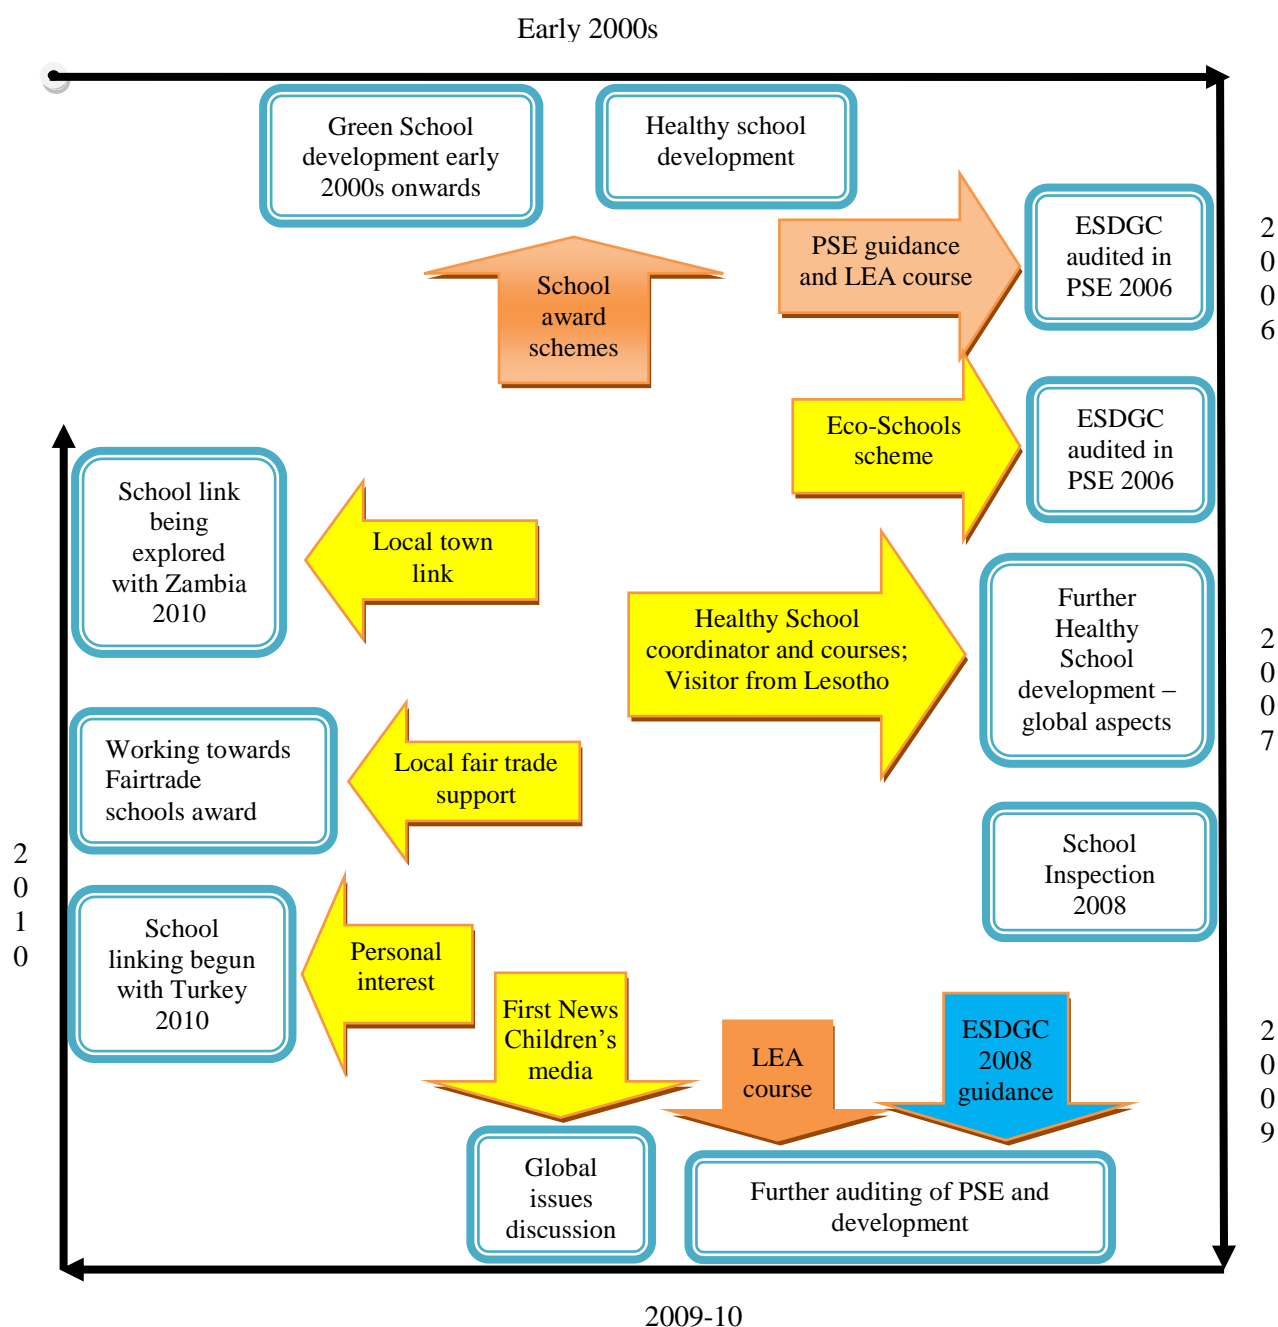 Early 2000s
Green School
development early
2000s onwards
Healthy school
development
School
award
schemes
PSE guidance
and LEA course
ESDGC
audited in
PSE 2006
2
0
0
6
Eco-Schools
scheme
ESDGC
audited in
PSE 2006
School link
being
explored
with Zambia
2010
Local town
link
Healthy School
coordinator and courses;
Visitor from Lesotho
Further
Healthy
School
development –
global aspects
2
0
0
7
Working towards
Fairtrade
schools award
Local fair trade
support
School
Inspection
2008
2
0
1
0
School
linking begun
with Turkey
2010
Personal
interest
First News
Children’s
media
LEA
course
ESDGC
2008
guidance
2
0
0
9
Global
issues
discussion
Further auditing of PSE and
development
2009-10